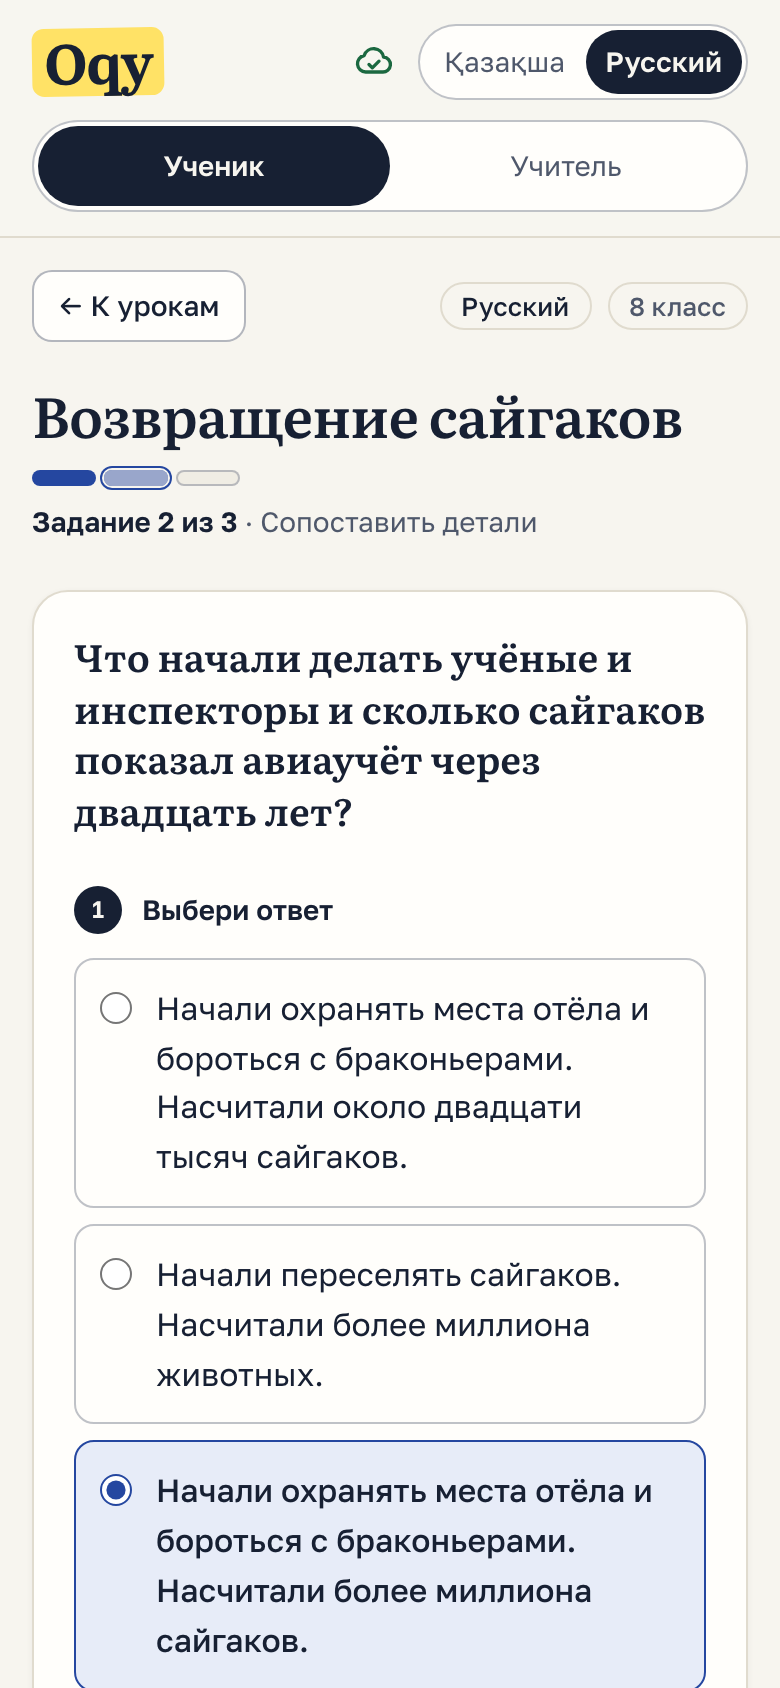 Oqy
Қазақша
Русский
Ученик
Учитель
← К урокам
Русский
8 класс
Возвращение сайгаков
Задание 2 из 3 · Сопоставить детали
Что начали делать учёные и
инспекторы и сколько сайгаков
показал авиаучёт через
двадцать лет?
1 Выбери ответ
Начали охранять места отёла и
бороться с браконьерами.
Насчитали около двадцати
тысяч сайгаков.
Начали переселять сайгаков.
Насчитали более миллиона
животных.
Начали охранять места отёла и
бороться с браконьерами.
Насчитали более миллиона
сайгаков.